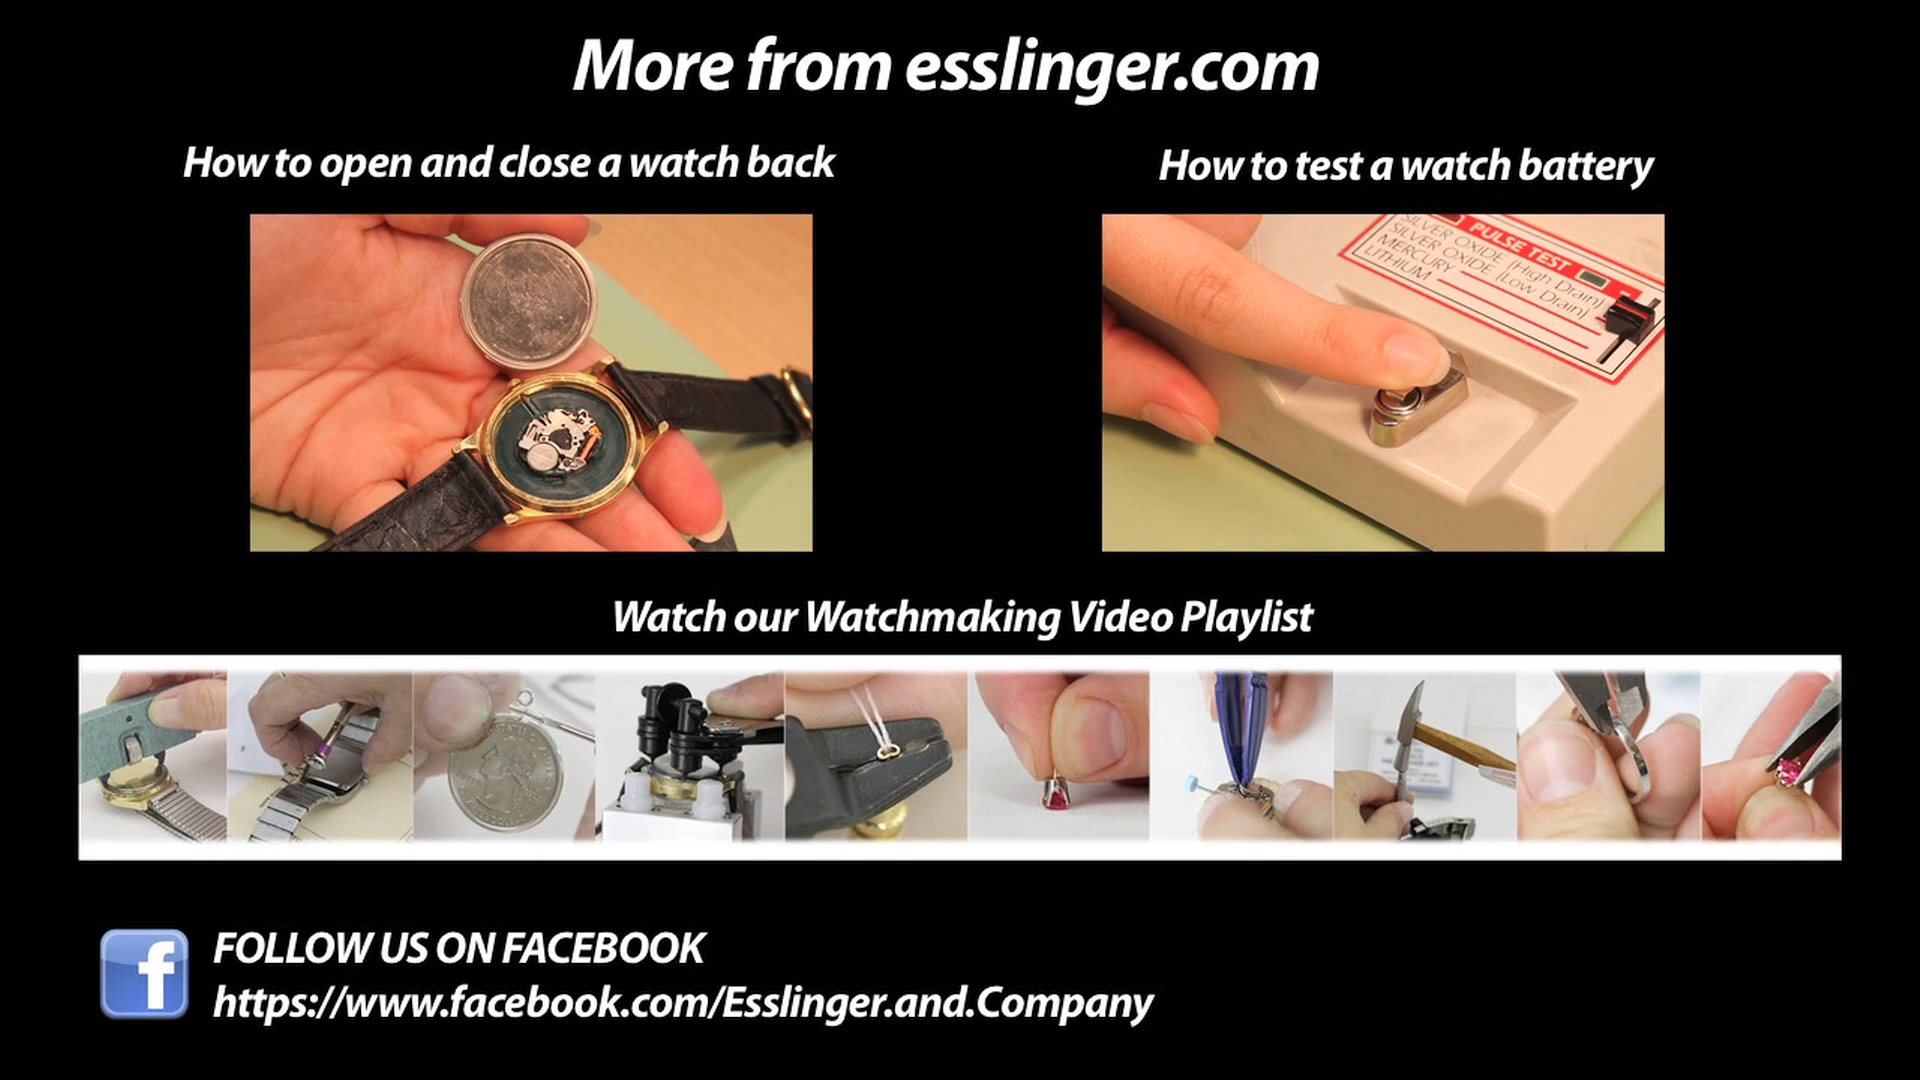 More from esslinger.com
How to open and close a watch back
How to test a watch battery
PULSE TEST
SILVER OXIDE (High Drain)
SILVER OXIDE (Low Drain)
MERCURY
LITHIUM
Watch our Watchmaking Video Playlist
f
FOLLOW US ON FACEBOOK
https://www.facebook.com/Esslinger.and.Company